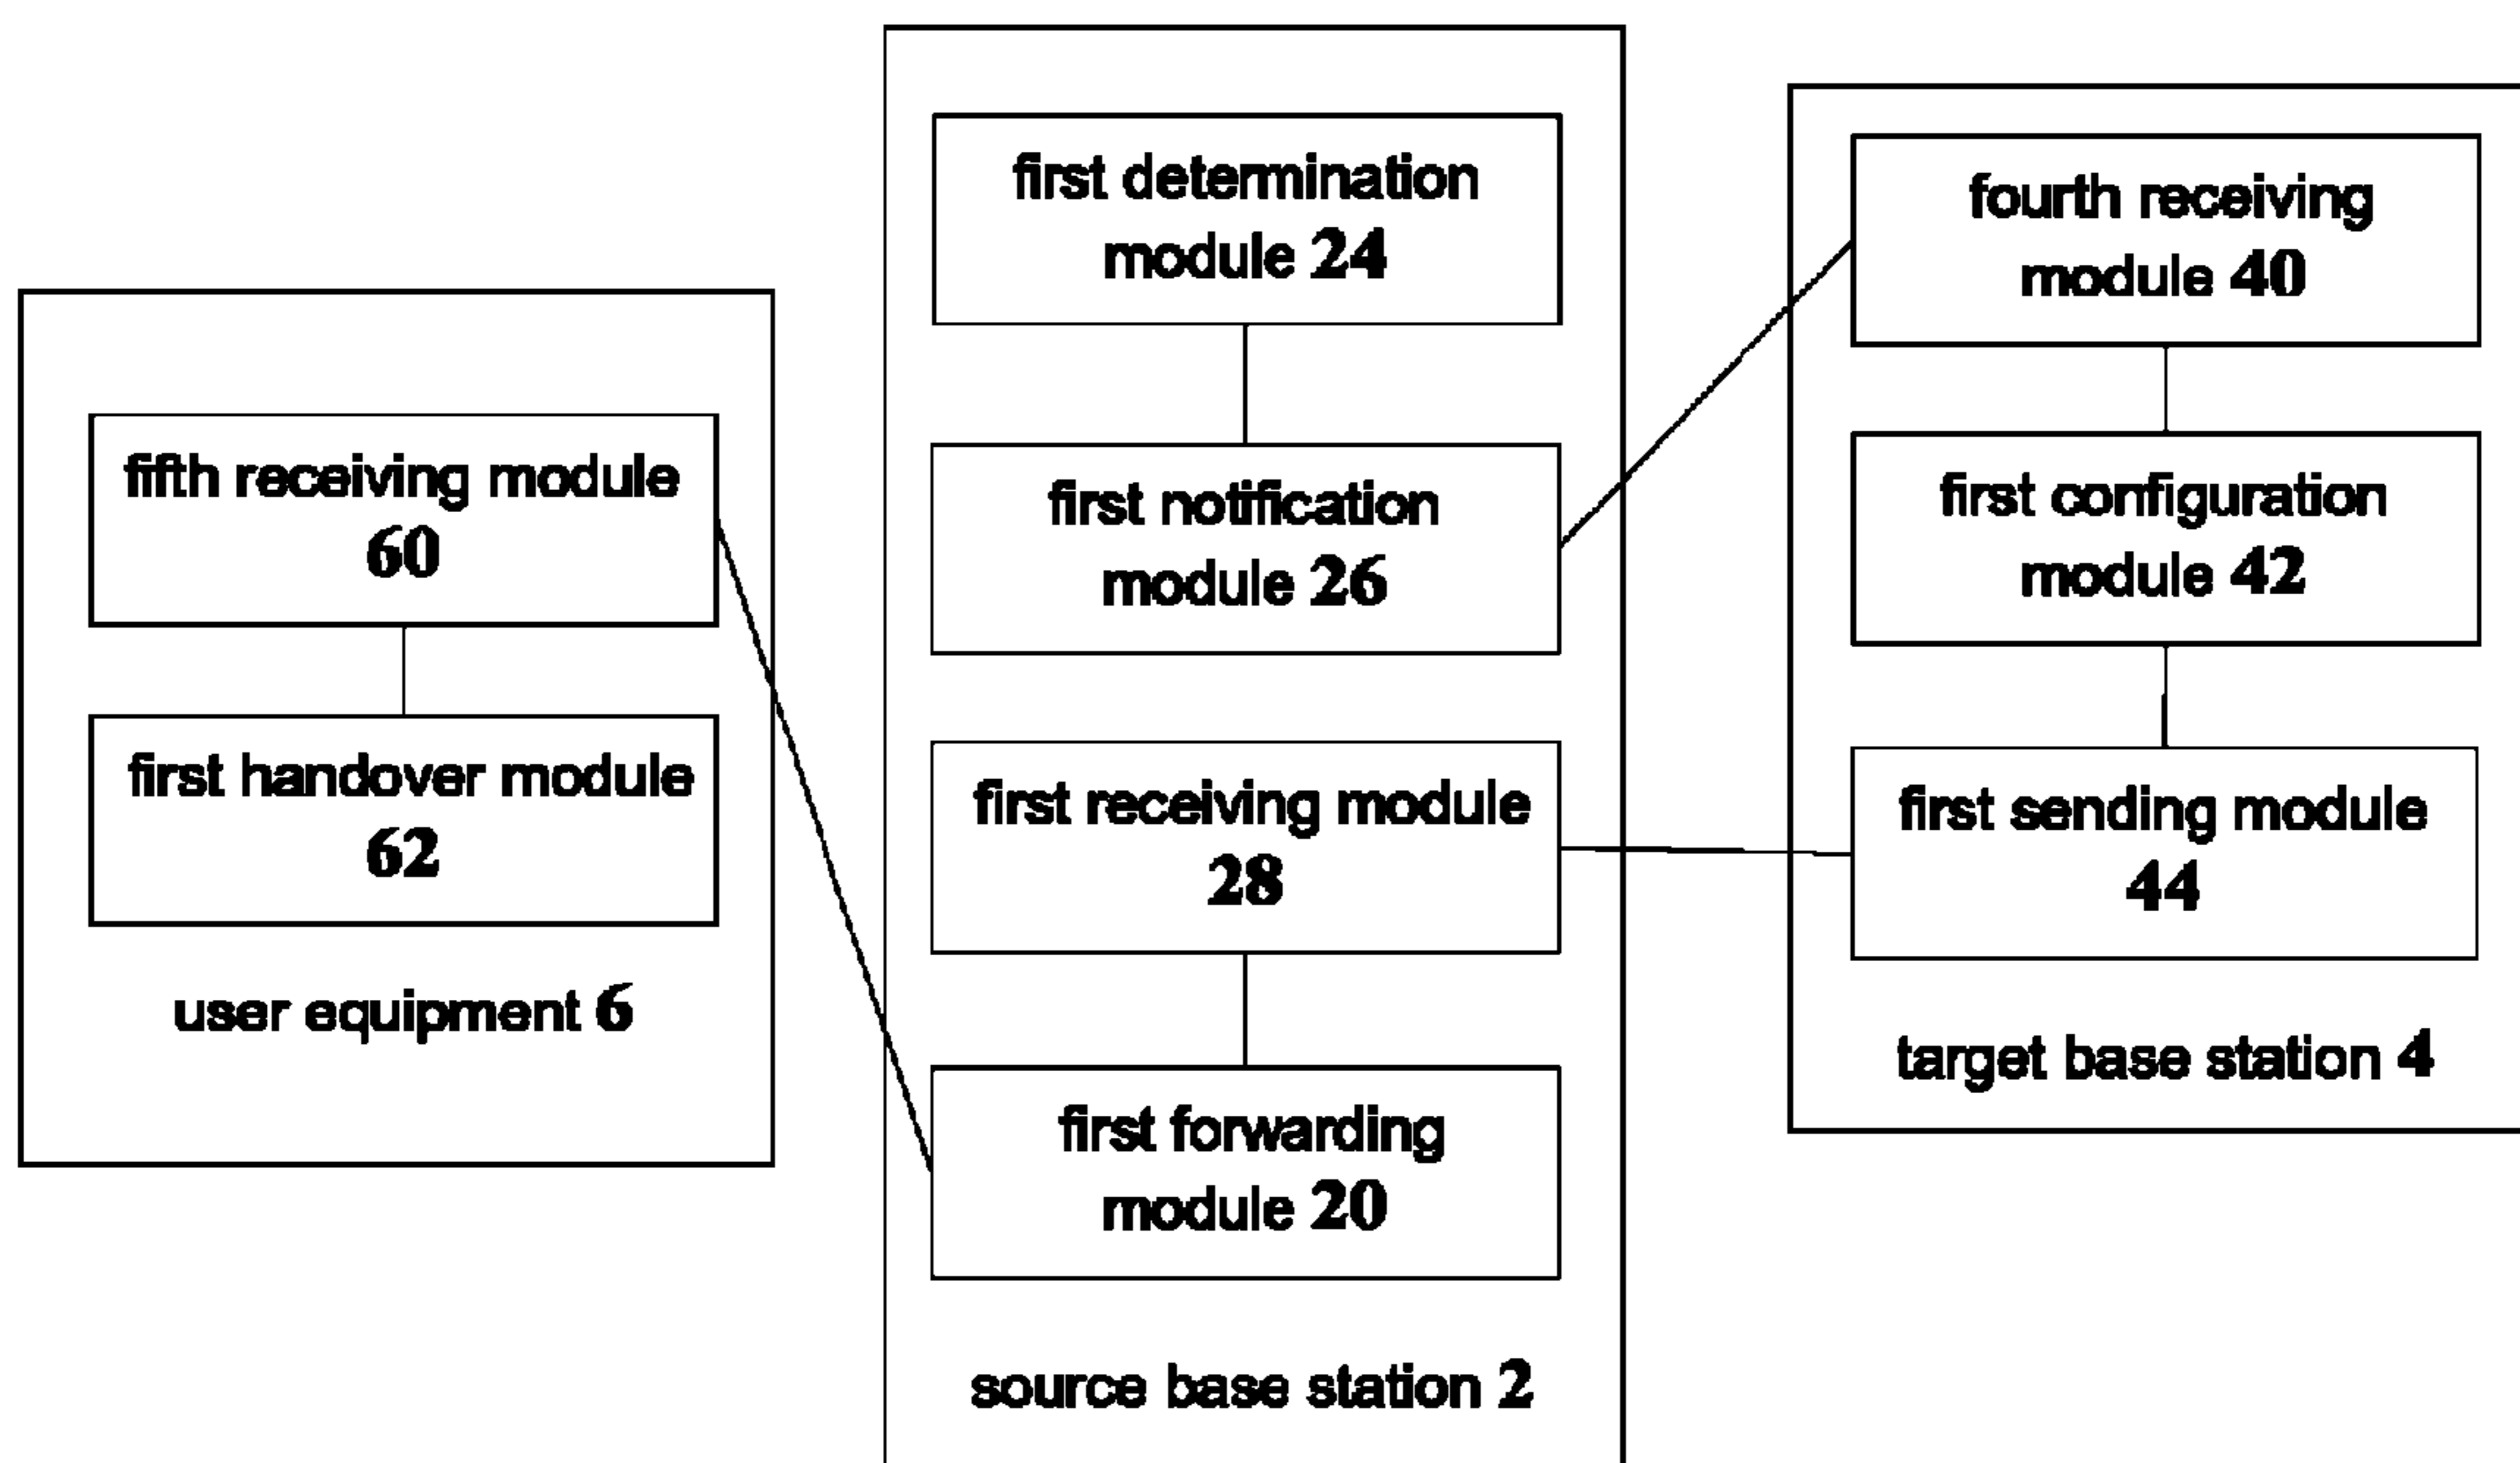 fifth receiving module
60
first handover module
62
user equipment 6
first determination
module 24
first notification
module 26
first receiving module
28
first forwarding
module 20
source base station 2
fourth receiving
module 40
first configuration
module 42
first sending module
44
target base station 4